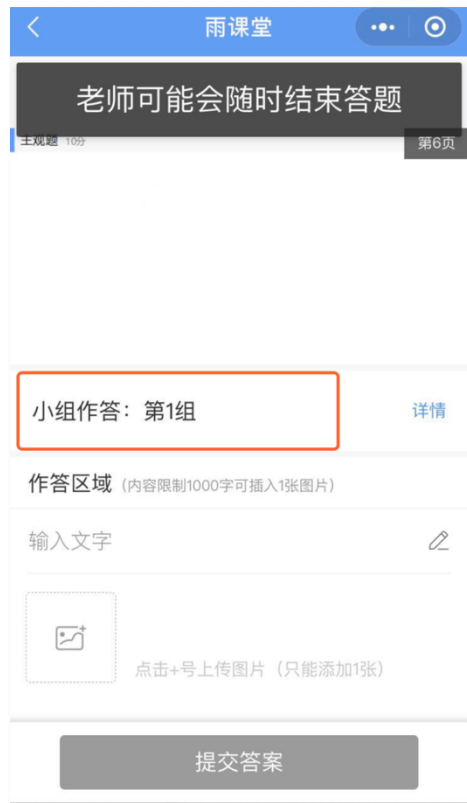 雨课堂
老师可能会随时结束答题
主观题 10分
第6页
小组作答：第1组
详情
作答区域（内容限制1000字可插入1张图片）
输入文字
点击+号上传图片（只能添加1张）
提交答案